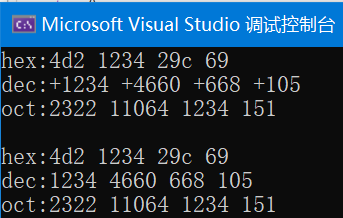 Microsoft Visual Studio 调试控制台
hex:4d2 1234 29c 69
dec:+1234 +4660 +668 +105
oct:2322 11064 1234 151
hex:4d2 1234 29c 69
dec:1234 4660 668 105
oct:2322 11064 1234 151